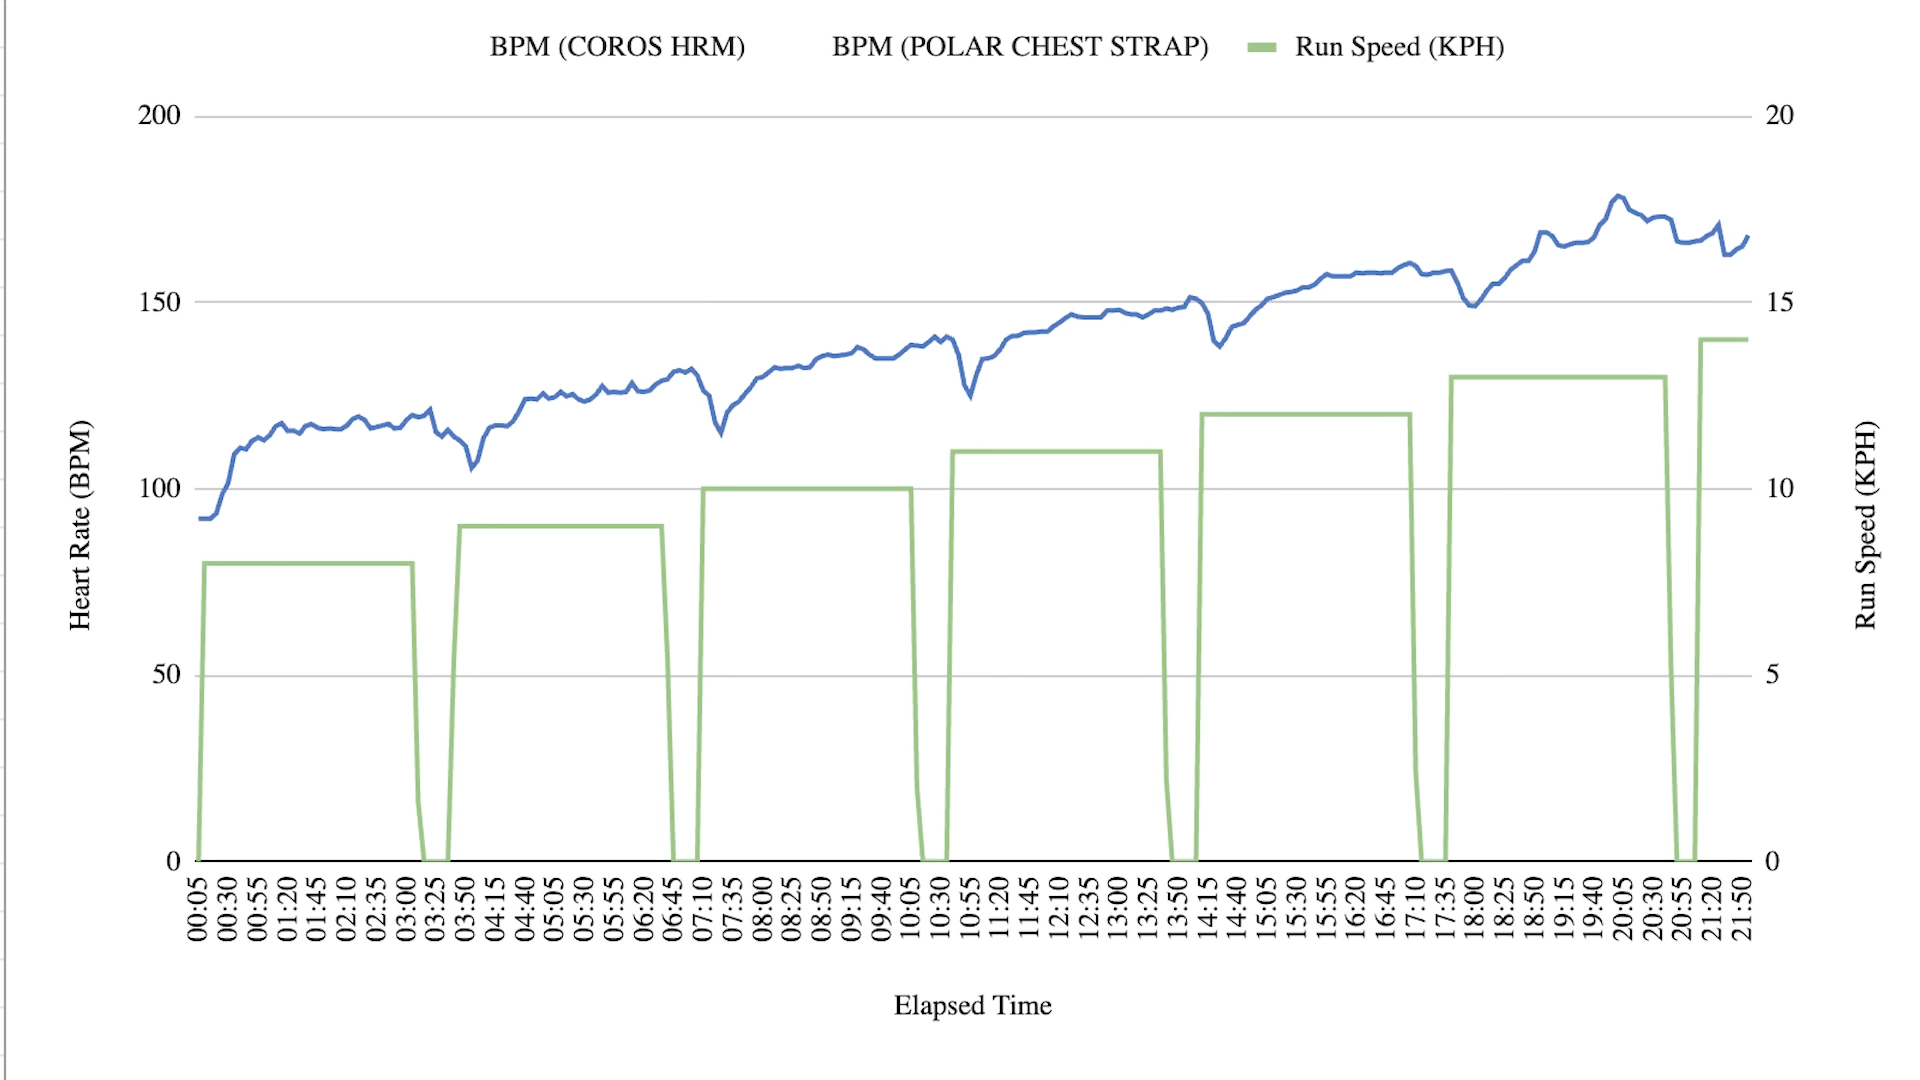 BPM (COROS HRM) BPM (POLAR CHEST STRAP) Run Speed (KPH)
200 20
150 15
100 10
50 5
0 0
Heart Rate (BPM)
Run Speed (KPH)
00:05 00:30 00:55 01:20 01:45 02:10 02:35 03:00 03:25 03:50 04:15 04:40 05:05 05:30 05:55 06:20 06:45 07:10 07:35 08:00 08:25 08:50 09:15 09:40 10:05 10:30 10:55 11:20 11:45 12:10 12:35 13:00 13:25 13:50 14:15 14:40 15:05 15:30 15:55 16:20 16:45 17:10 17:35 18:00 18:25 18:50 19:15 19:40 20:05 20:30 20:55 21:20 21:50
Elapsed Time